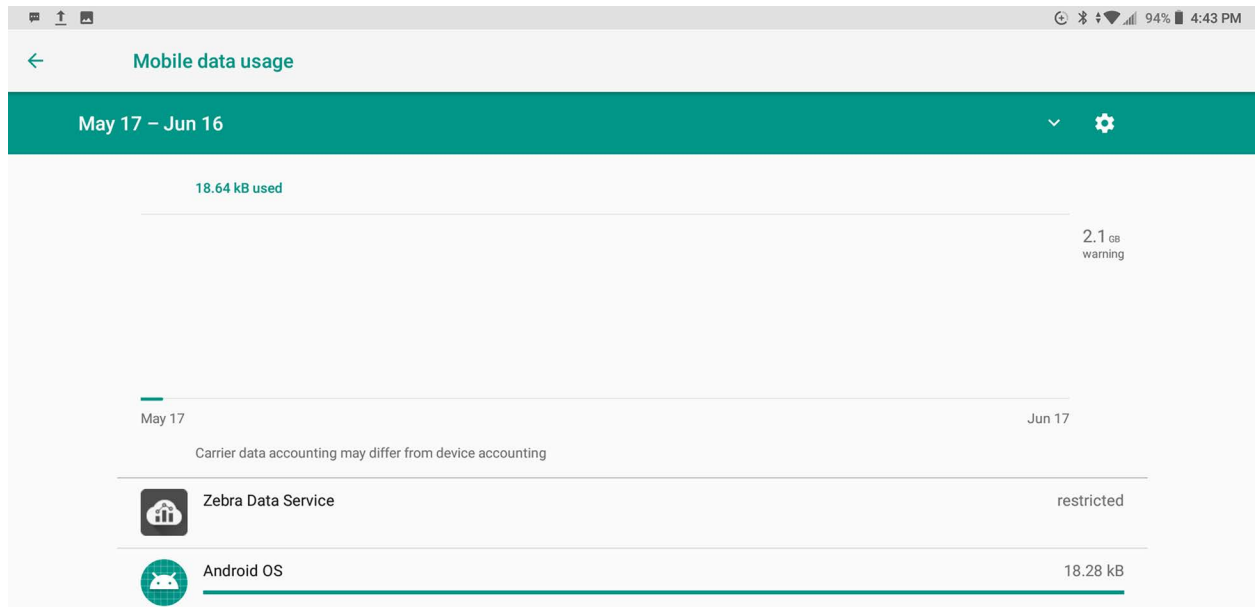 94% 4:43 PM
Mobile data usage
May 17 – Jun 16
18.64 kB used
2.1 GB
warning
May 17 Jun 17
Carrier data accounting may differ from device accounting
Zebra Data Service restricted
Android OS 18.28 kB